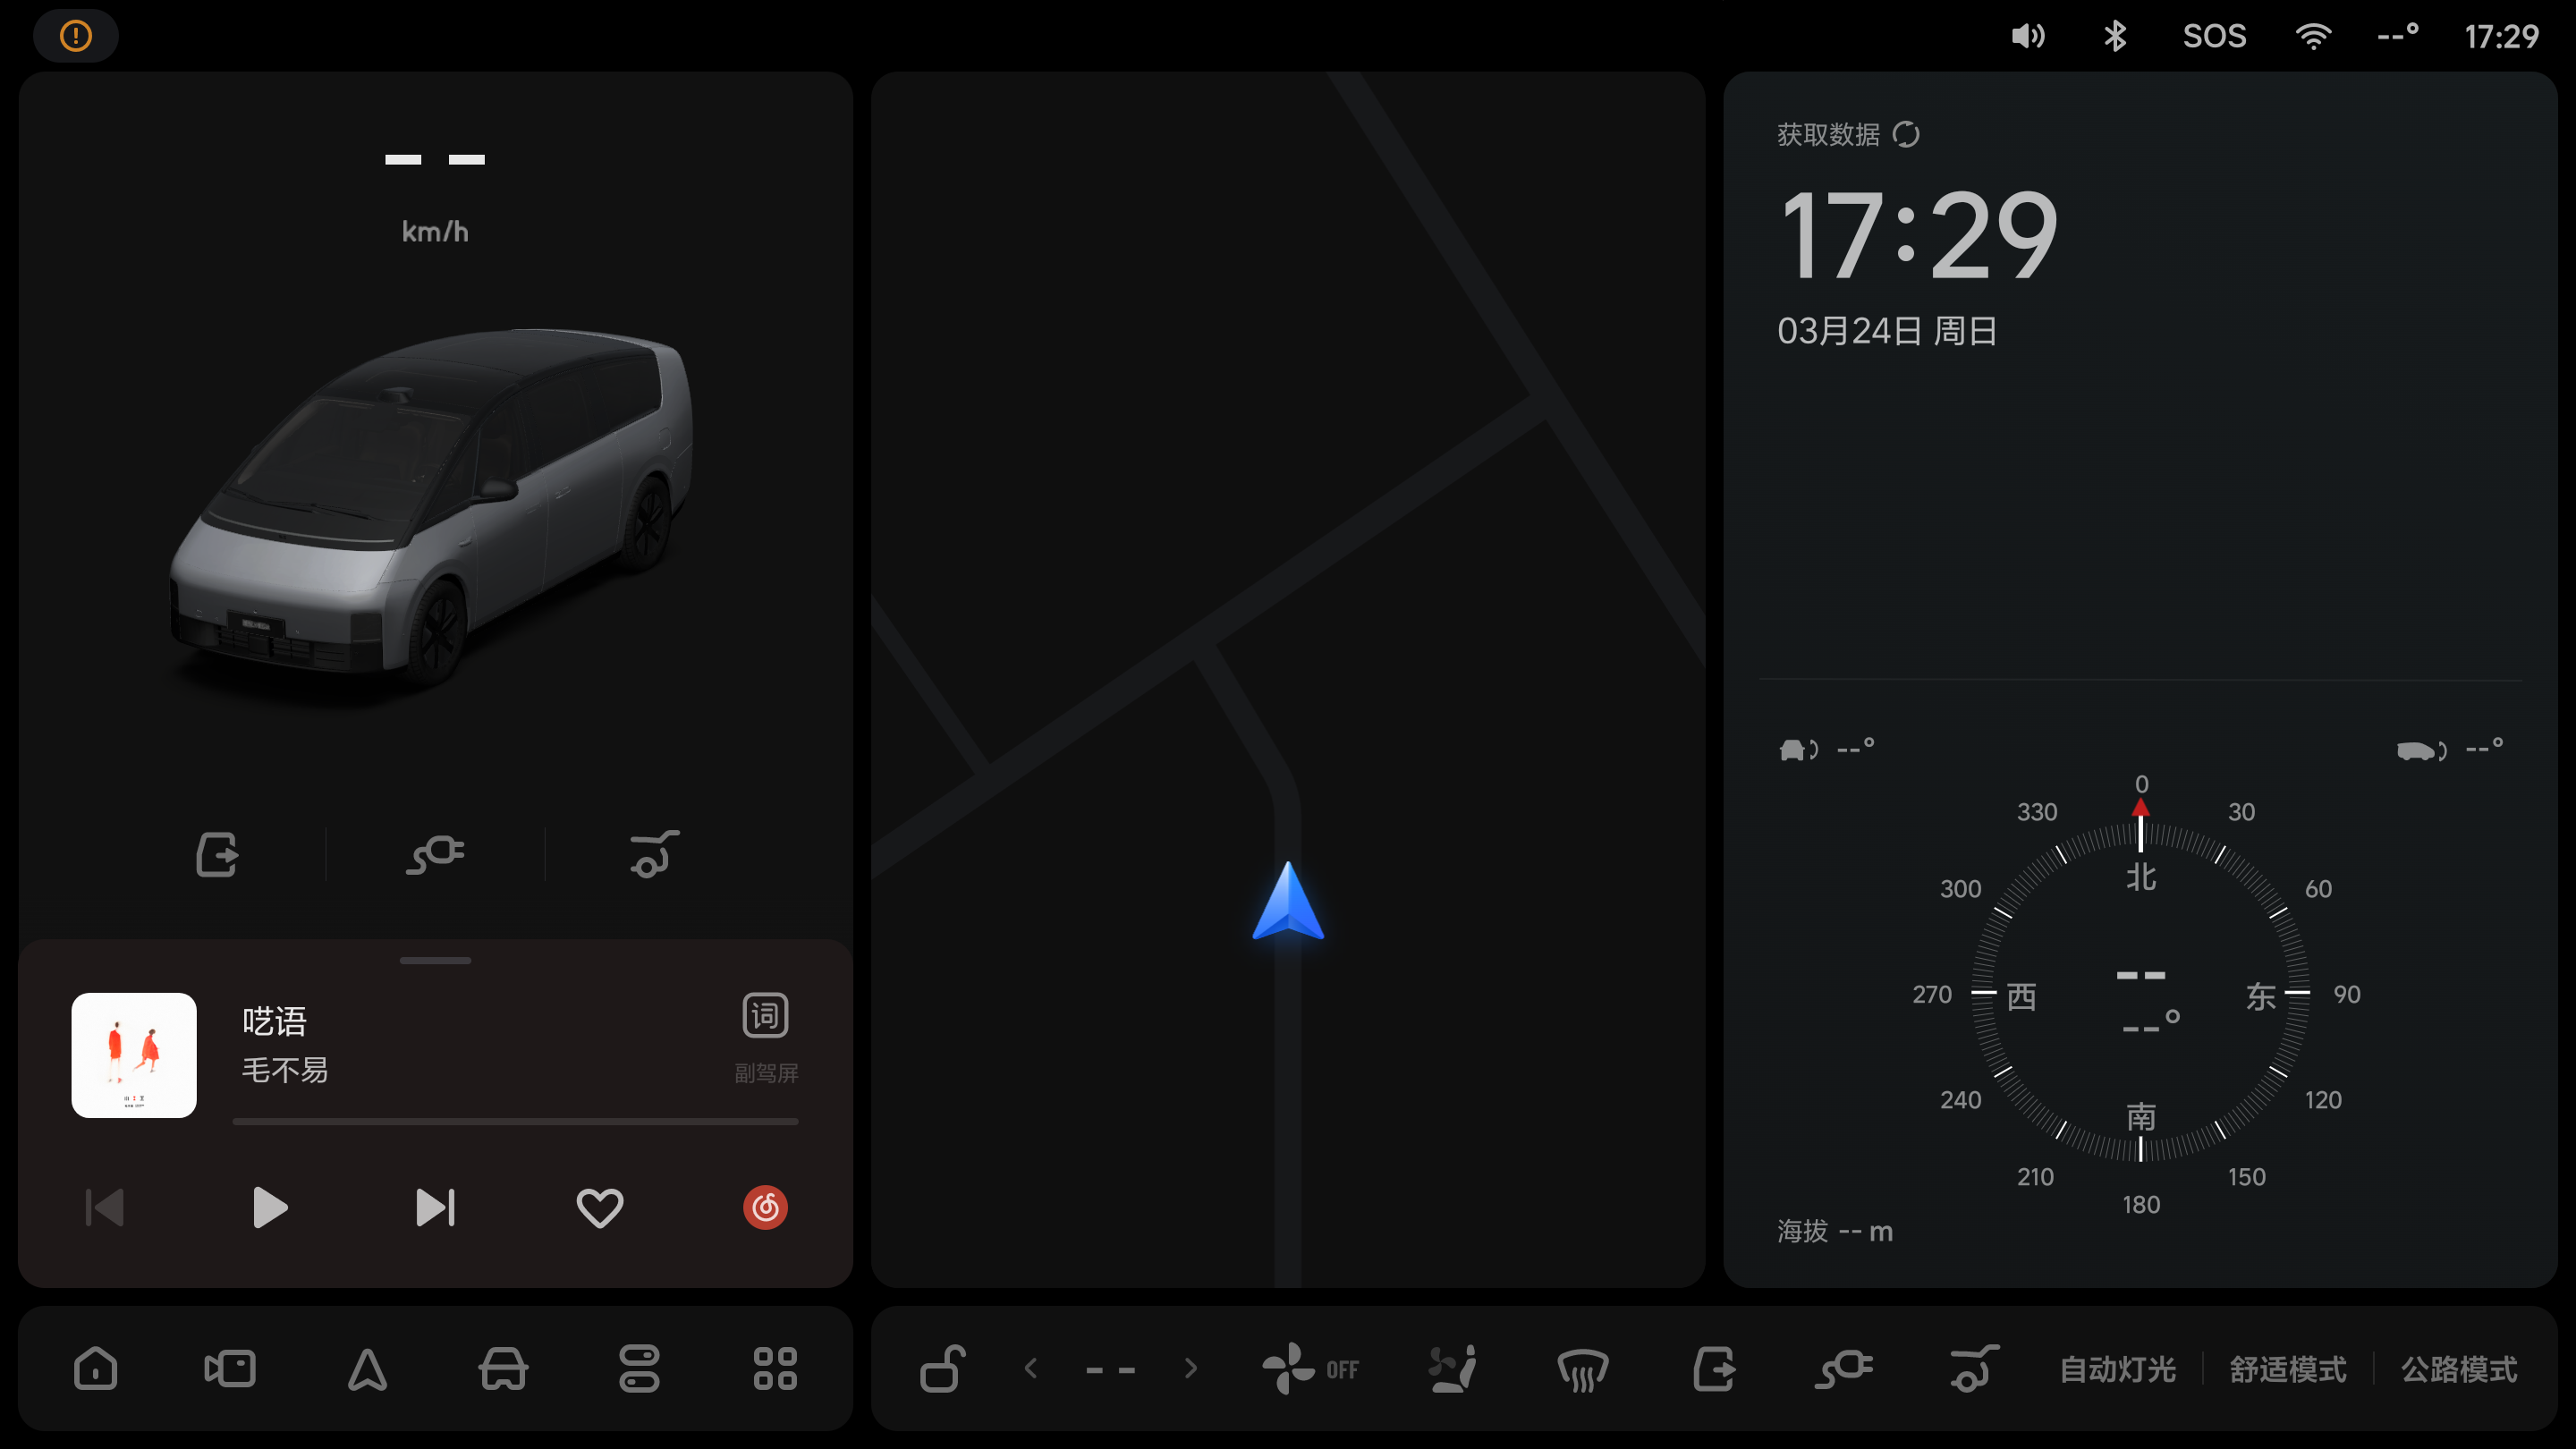 SOS
--°
17:29
-- 
km/h
呓语
毛不易
词
副驾屏
获取数据
17:29
03月24日 周日
--°
--°
0
30
60
90
120
150
180
210
240
270
300
330
北
东
南
西
--
--°
海拔 -- m
--
OFF
自动灯光
舒适模式
公路模式